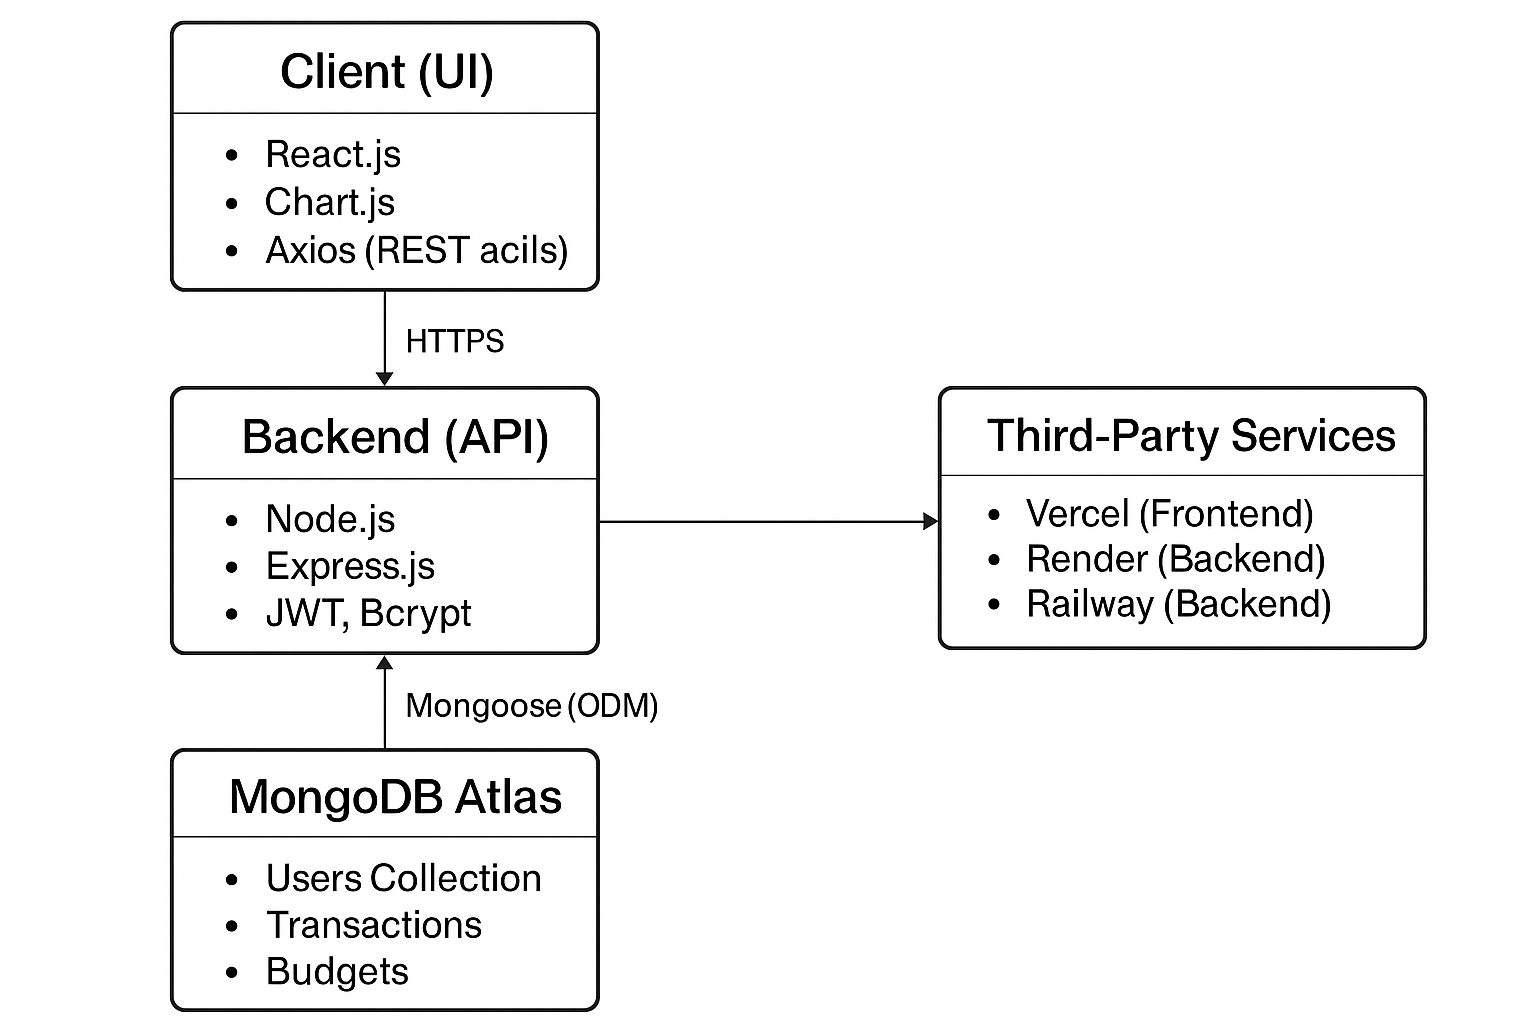 Client (UI)
• React.js
• Chart.js
• Axios (REST acils)
HTTPS
Backend (API)
• Node.js
• Express.js
• JWT, Bcrypt
Third-Party Services
• Vercel (Frontend)
• Render (Backend)
• Railway (Backend)
Mongoose (ODM)
MongoDB Atlas
• Users Collection
• Transactions
• Budgets